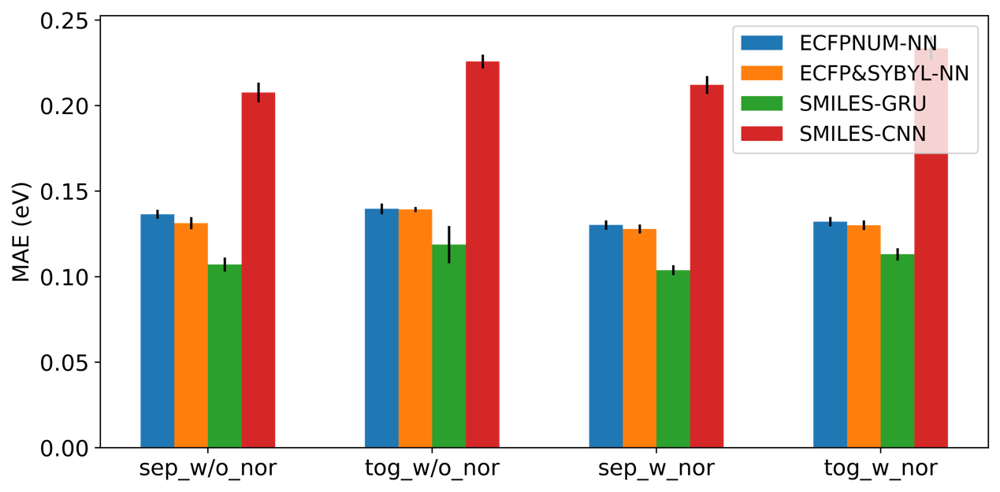 0.25
0.20
0.15
0.10
0.05
0.00
MAE (eV)
ECFPNUM-NN
ECFP&SYBYL-NN
SMILES-GRU
SMILES-CNN
sep_w/o_nor
tog_w/o_nor
sep_w_nor
tog_w_nor